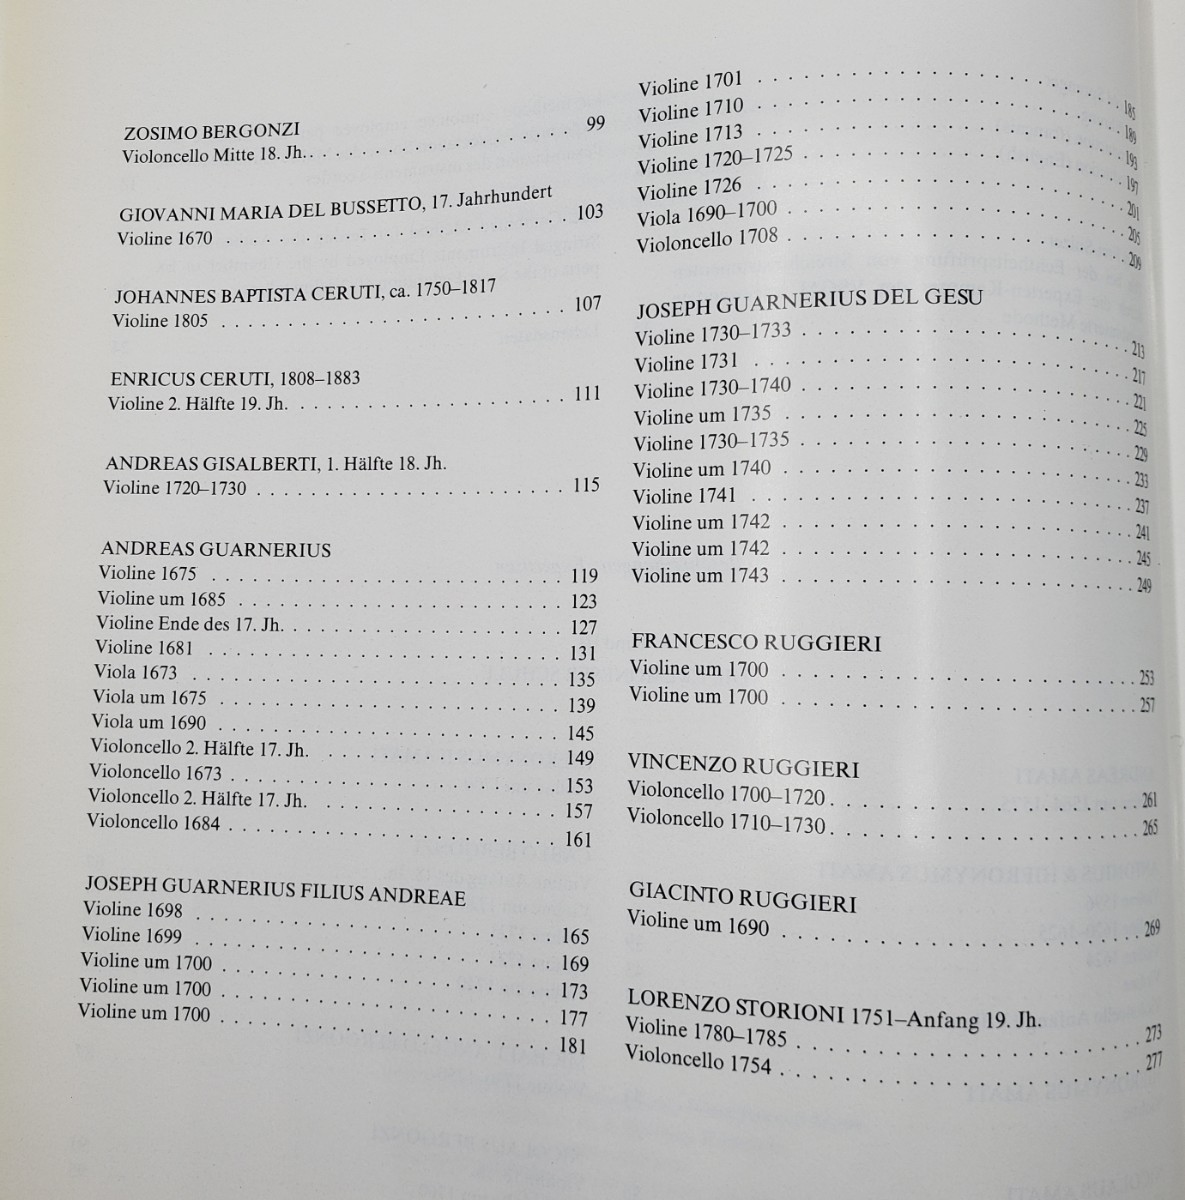 ZOSIMO BERGONZI
Violoncello Mitte 18. Jh. . . . . . . . . . . . . . . . . 99
GIOVANNI MARIA DEL BUSSETTO, 17. Jahrhundert
Violine 1670 . . . . . . . . . . . . . . . . . . . . . 103
JOHANNES BAPTISTA CERUTI, ca. 1750–1817
Violine 1805 . . . . . . . . . . . . . . . . . . . . . 107
ENRICUS CERUTI, 1808–1883
Violine 2. Hälfte 19. Jh. . . . . . . . . . . . . . . . . . 111
ANDREAS GISALBERTI, 1. Hälfte 18. Jh.
Violine 1720–1730 . . . . . . . . . . . . . . . . . . . 115
ANDREAS GUARNERIUS
Violine 1675 . . . . . . . . . . . . . . . . . . . . . 119
Violine um 1685 . . . . . . . . . . . . . . . . . . . . 123
Violine Ende des 17. Jh. . . . . . . . . . . . . . . . . . 127
Violine 1681 . . . . . . . . . . . . . . . . . . . . . 131
Viola 1673 . . . . . . . . . . . . . . . . . . . . . . 135
Viola um 1675 . . . . . . . . . . . . . . . . . . . . . 139
Viola um 1690 . . . . . . . . . . . . . . . . . . . . . 145
Violoncello 2. Hälfte 17. Jh. . . . . . . . . . . . . . . . 149
Violoncello 1673 . . . . . . . . . . . . . . . . . . . . 153
Violoncello 2. Hälfte 17. Jh. . . . . . . . . . . . . . . . 157
Violoncello 1684 . . . . . . . . . . . . . . . . . . . . 161
JOSEPH GUARNERIUS FILIUS ANDREAE
Violine 1698 . . . . . . . . . . . . . . . . . . . . . 165
Violine 1699 . . . . . . . . . . . . . . . . . . . . . 169
Violine um 1700 . . . . . . . . . . . . . . . . . . . . 173
Violine um 1700 . . . . . . . . . . . . . . . . . . . . 177
Violine um 1700 . . . . . . . . . . . . . . . . . . . . 181
Violine 1701 . . . . . . . . . . . . . . . . . . . . . 185
Violine 1710 . . . . . . . . . . . . . . . . . . . . . 189
Violine 1713 . . . . . . . . . . . . . . . . . . . . . 193
Violine 1720–1725 . . . . . . . . . . . . . . . . . . . 197
Violine 1726 . . . . . . . . . . . . . . . . . . . . . 201
Viola 1690–1700 . . . . . . . . . . . . . . . . . . . . 205
Violoncello 1708 . . . . . . . . . . . . . . . . . . . . 209
JOSEPH GUARNERIUS DEL GESU
Violine 1730–1733 . . . . . . . . . . . . . . . . . . . 213
Violine 1731 . . . . . . . . . . . . . . . . . . . . . 217
Violine 1730–1740 . . . . . . . . . . . . . . . . . . . 221
Violine um 1735 . . . . . . . . . . . . . . . . . . . . 225
Violine 1730–1735 . . . . . . . . . . . . . . . . . . . 229
Violine um 1740 . . . . . . . . . . . . . . . . . . . . 233
Violine 1741 . . . . . . . . . . . . . . . . . . . . . 237
Violine um 1742 . . . . . . . . . . . . . . . . . . . . 241
Violine um 1742 . . . . . . . . . . . . . . . . . . . . 245
Violine um 1743 . . . . . . . . . . . . . . . . . . . . 249
FRANCESCO RUGGIERI
Violine um 1700 . . . . . . . . . . . . . . . . . . . . 253
Violine um 1700 . . . . . . . . . . . . . . . . . . . . 257
VINCENZO RUGGIERI
Violoncello 1700–1720 . . . . . . . . . . . . . . . . . 261
Violoncello 1710–1730 . . . . . . . . . . . . . . . . . 265
GIACINTO RUGGIERI
Violine um 1690 . . . . . . . . . . . . . . . . . . . . 269
LORENZO STORIONI 1751–Anfang 19. Jh.
Violine 1780–1785 . . . . . . . . . . . . . . . . . . . 273
Violoncello 1754 . . . . . . . . . . . . . . . . . . . . 277